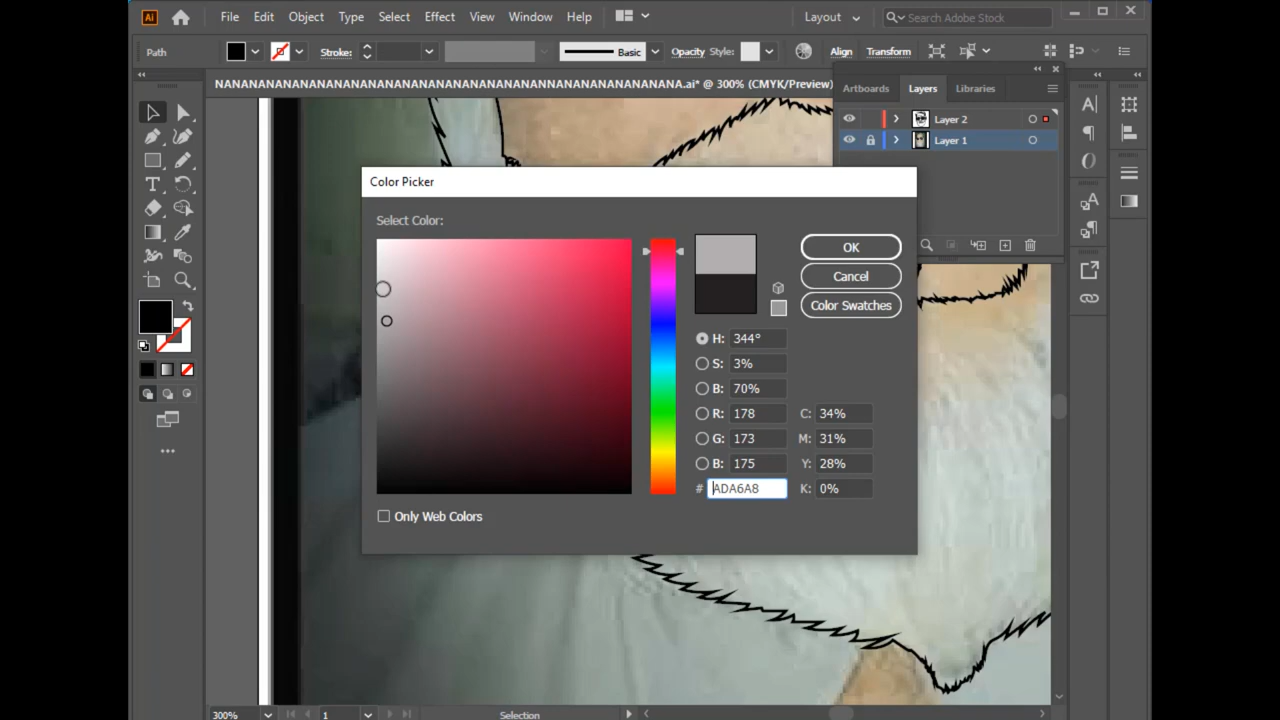 Ai File Edit Object Type Select Effect View Window Help Layout Search Adobe Stock
Path Stroke: Basic Opacity Style: Align Transform
NANANANANANANANANANANANANANNANANANANANANANANA.ai* @ 300% (CMYK/Preview)
Artboards Layers Libraries
Layer 2
Layer 1
Color Picker
Select Color:
OK
Cancel
Color Swatches
H: 344°
S: 3%
B: 70%
R: 178 C: 34%
G: 173 M: 31%
B: 175 Y: 28%
# ADA6A8 K: 0%
Only Web Colors
300% 1 Selection